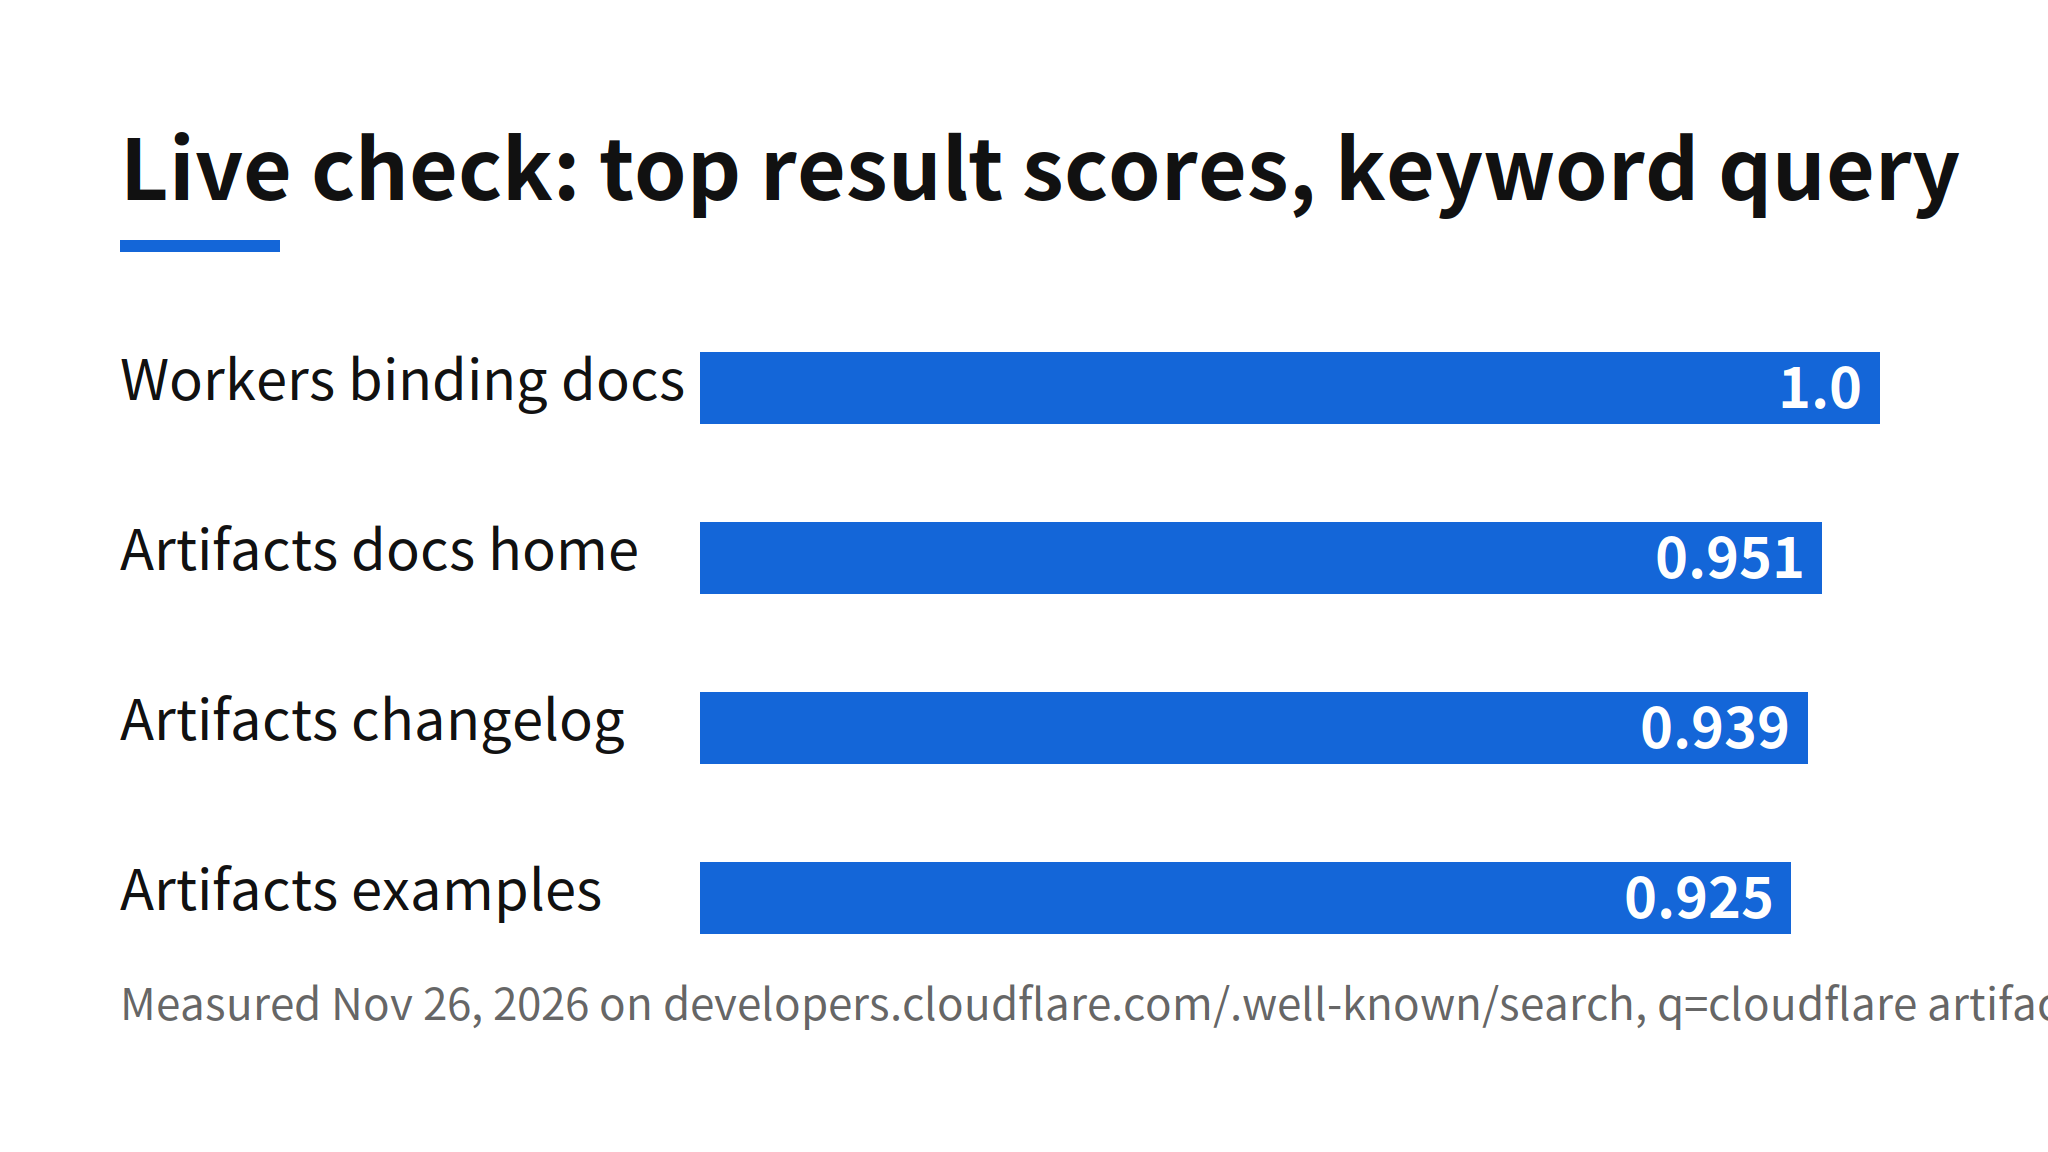 Live check: top result scores, keyword query
Workers binding docs 1.0
Artifacts docs home 0.951
Artifacts changelog 0.939
Artifacts examples 0.925
Measured Nov 26, 2026 on developers.cloudflare.com/.well-known/search, q=cloudflare